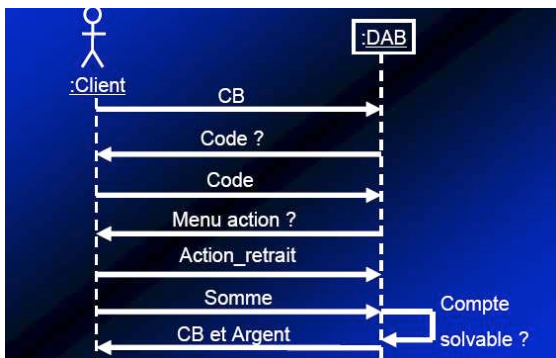 :DAB
:Client
CB
Code ?
Code
Menu action ?
Action_retrait
Somme
Compte
solvable ?
CB et Argent